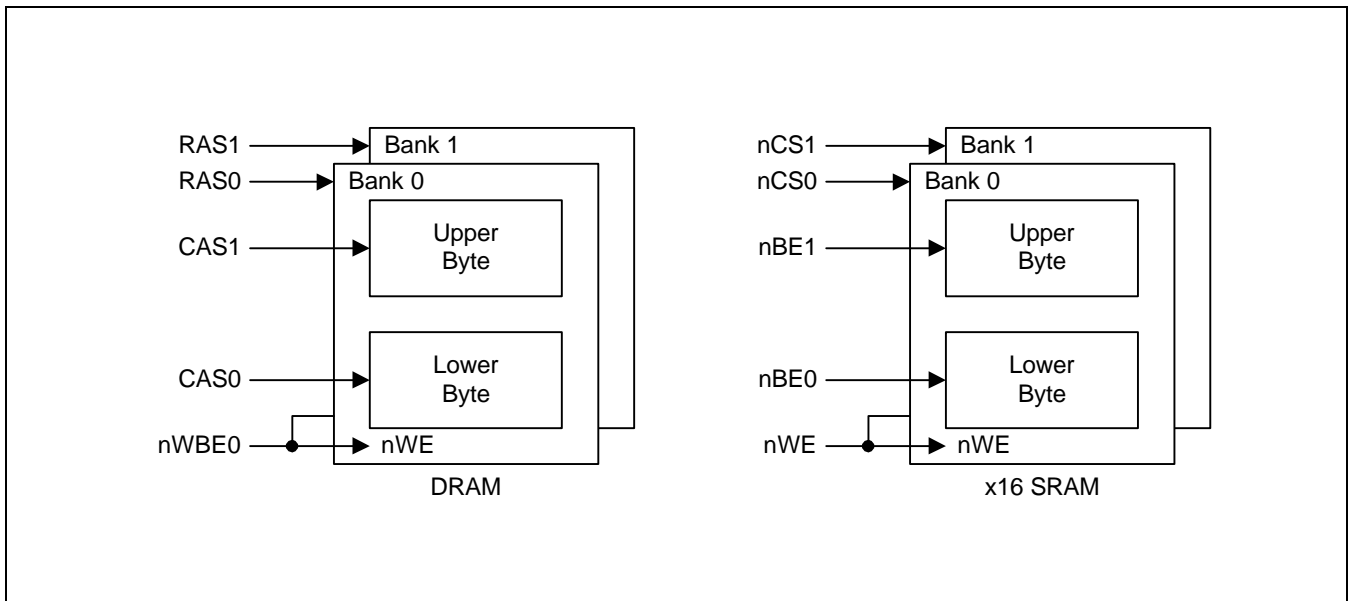 RAS1
Bank 1
RAS0
Bank 0
CAS1
Upper
Byte
CAS0
Lower
Byte
nWBE0
nWE
DRAM
nCS1
Bank 1
nCS0
Bank 0
nBE1
Upper
Byte
nBE0
Lower
Byte
nWE
nWE
x16 SRAM